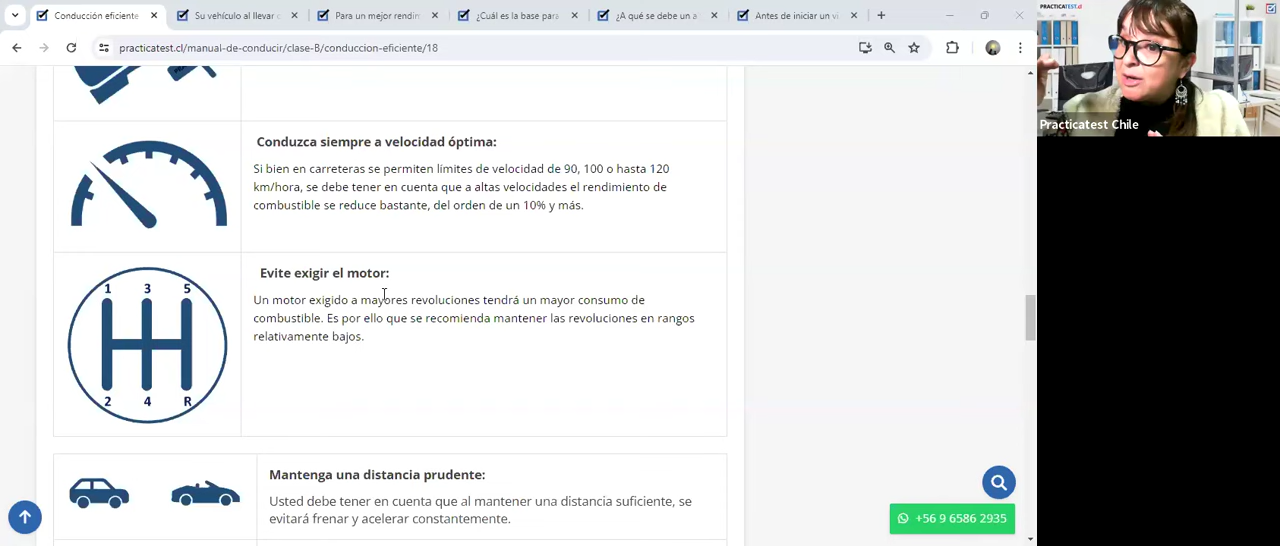 Conducción eficiente
Su vehículo al llevar c
Para un mejor rendin
¿Cuál es la base para
¿A qué se debe un a
Antes de iniciar un vi
practicatest.cl/manual-de-conducir/clase-B/conduccion-eficiente/18
PRACTICATEST.cl
Practicatest Chile
Conduzca siempre a velocidad óptima:
Si bien en carreteras se permiten límites de velocidad de 90, 100 o hasta 120
km/hora, se debe tener en cuenta que a altas velocidades el rendimiento de
combustible se reduce bastante, del orden de un 10% y más.
1 3 5
2 4 R
Evite exigir el motor:
Un motor exigido a mayores revoluciones tendrá un mayor consumo de
combustible. Es por ello que se recomienda mantener las revoluciones en rangos
relativamente bajos.
Mantenga una distancia prudente:
Usted debe tener en cuenta que al mantener una distancia suficiente, se
evitará frenar y acelerar constantemente.
+56 9 6586 2935